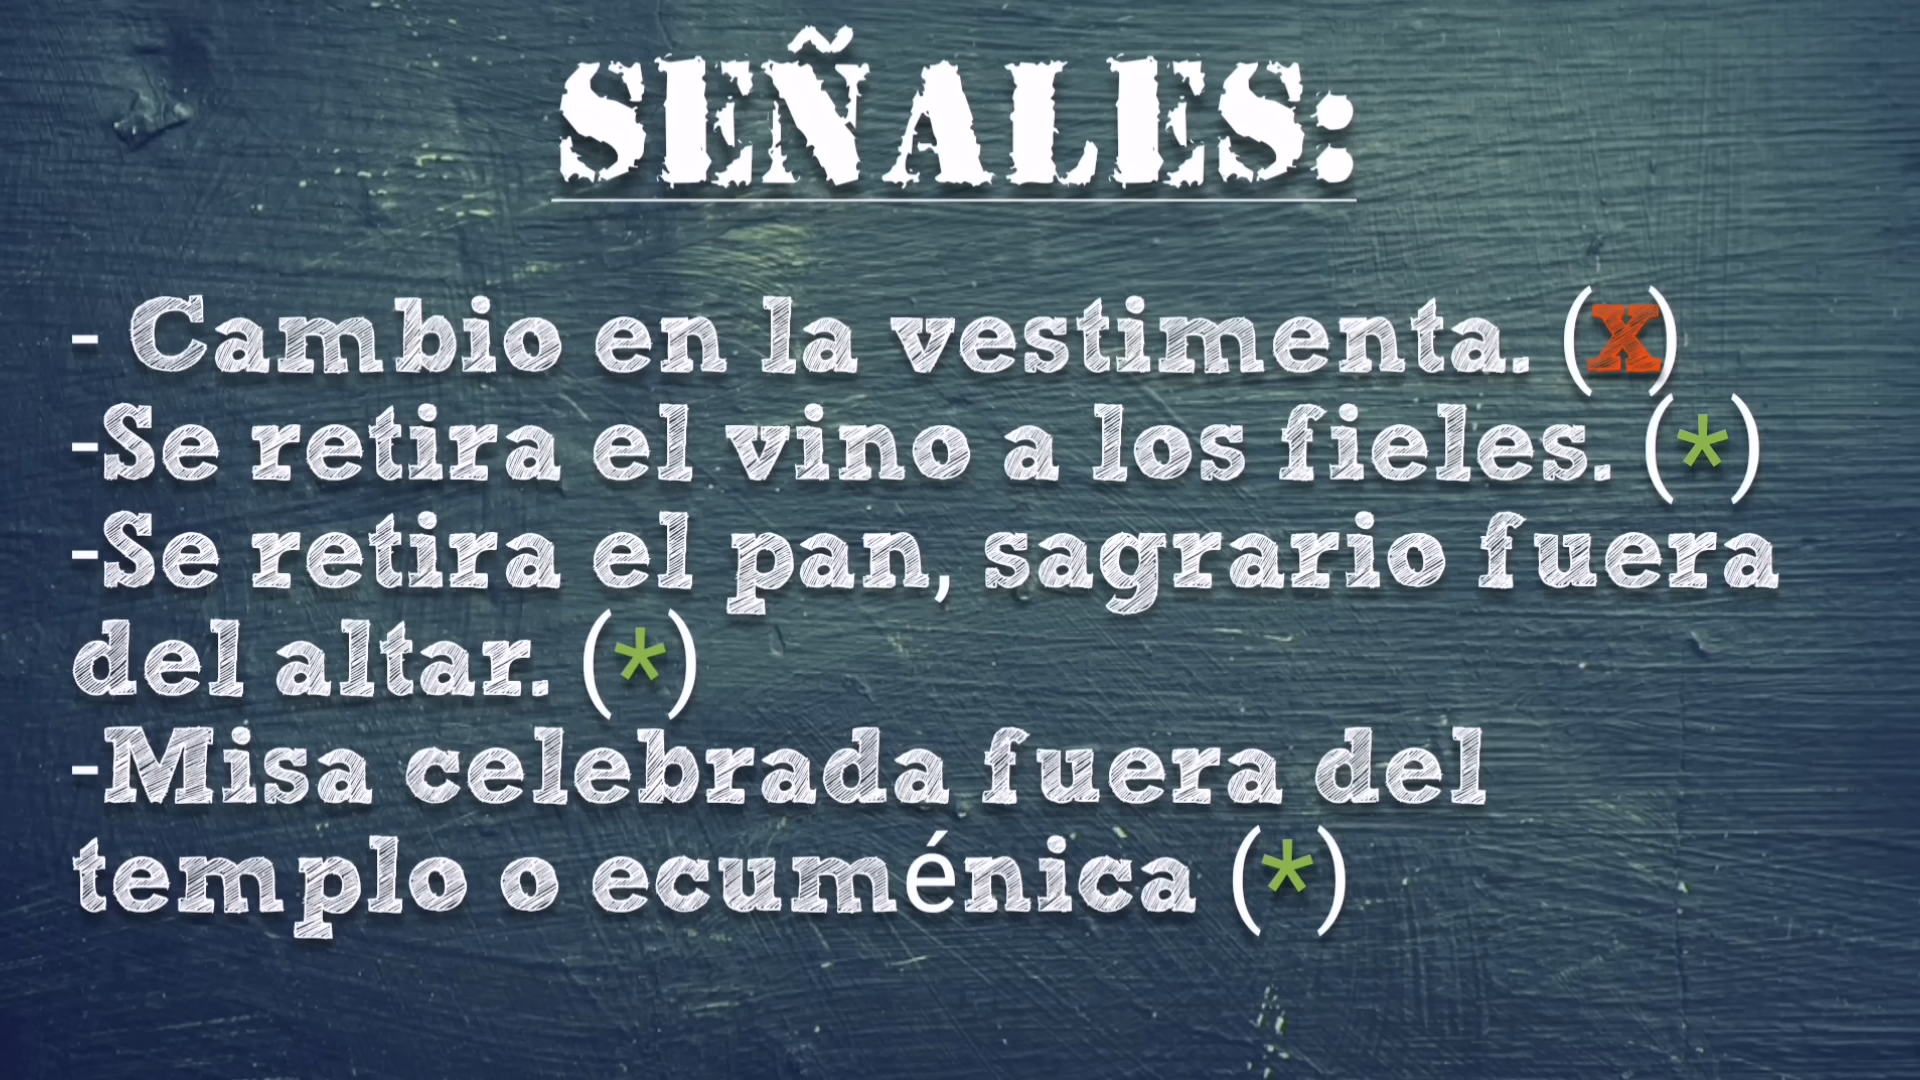 SEÑALES:
- Cambio en la vestimenta. (X)
-Se retira el vino a los fieles. (*)
-Se retira el pan, sagrario fuera
del altar. (*)
-Misa celebrada fuera del
templo o ecuménica (*)